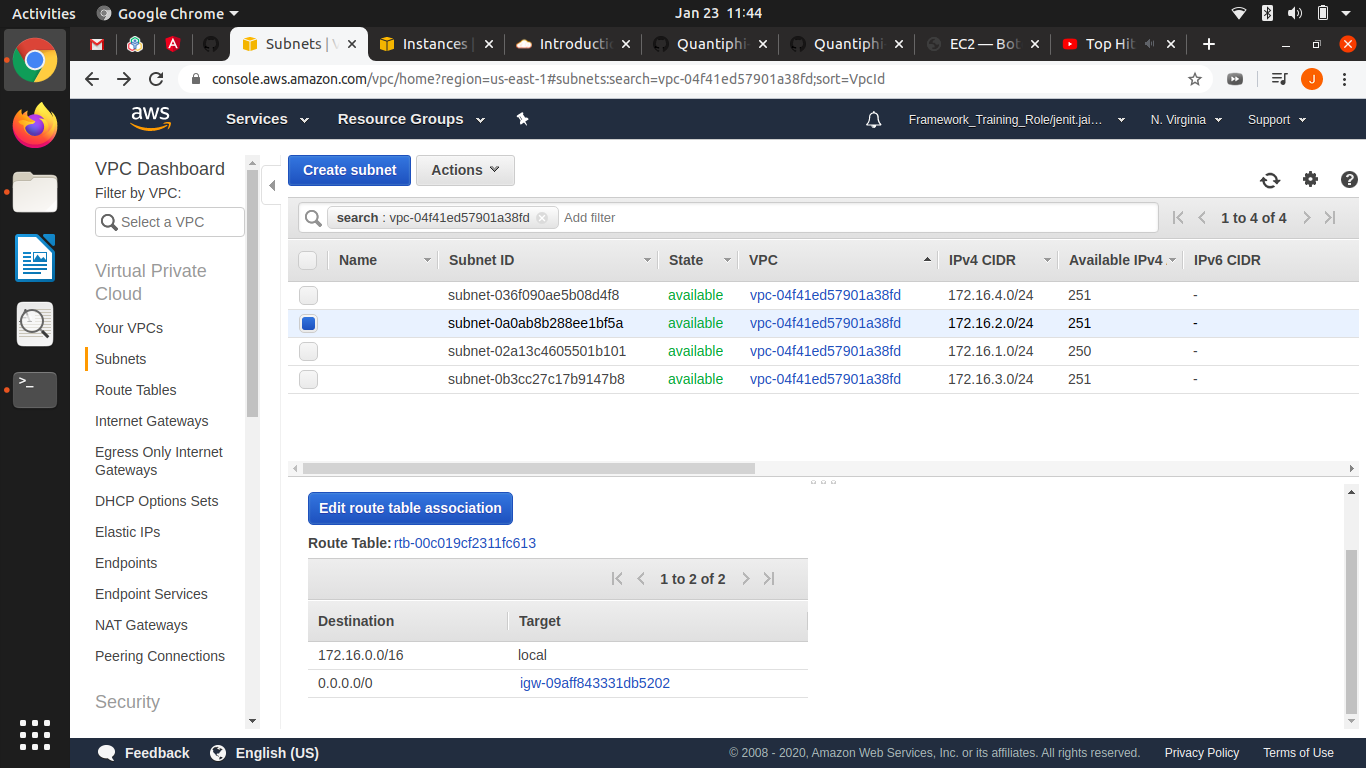 Activities Google Chrome Jan 23 11:44
Subnets | V Instances | Introductio Quantiphi- Quantiphi- EC2 — Bot Top Hit
console.aws.amazon.com/vpc/home?region=us-east-1#subnets:search=vpc-04f41ed57901a38fd;sort=VpcId J
aws Services Resource Groups Framework_Training_Role/jenit.jai… N. Virginia Support
VPC Dashboard
Filter by VPC:
Select a VPC
Virtual Private
Cloud
Your VPCs
Subnets
Route Tables
Internet Gateways
Egress Only Internet
Gateways
DHCP Options Sets
Elastic IPs
Endpoints
Endpoint Services
NAT Gateways
Peering Connections
Security
Create subnet Actions
search : vpc-04f41ed57901a38fd Add filter 1 to 4 of 4
Name Subnet ID State VPC IPv4 CIDR Available IPv4 IPv6 CIDR
subnet-036f090ae5b08d4f8 available vpc-04f41ed57901a38fd 172.16.4.0/24 251 -
subnet-0a0ab8b288ee1bf5a available vpc-04f41ed57901a38fd 172.16.2.0/24 251 -
subnet-02a13c4605501b101 available vpc-04f41ed57901a38fd 172.16.1.0/24 250 -
subnet-0b3cc27c17b9147b8 available vpc-04f41ed57901a38fd 172.16.3.0/24 251 -
Edit route table association
Route Table: rtb-00c019cf2311fc613
1 to 2 of 2
Destination Target
172.16.0.0/16 local
0.0.0.0/0 igw-09aff843331db5202
Feedback English (US) © 2008 - 2020, Amazon Web Services, Inc. or its affiliates. All rights reserved. Privacy Policy Terms of Use